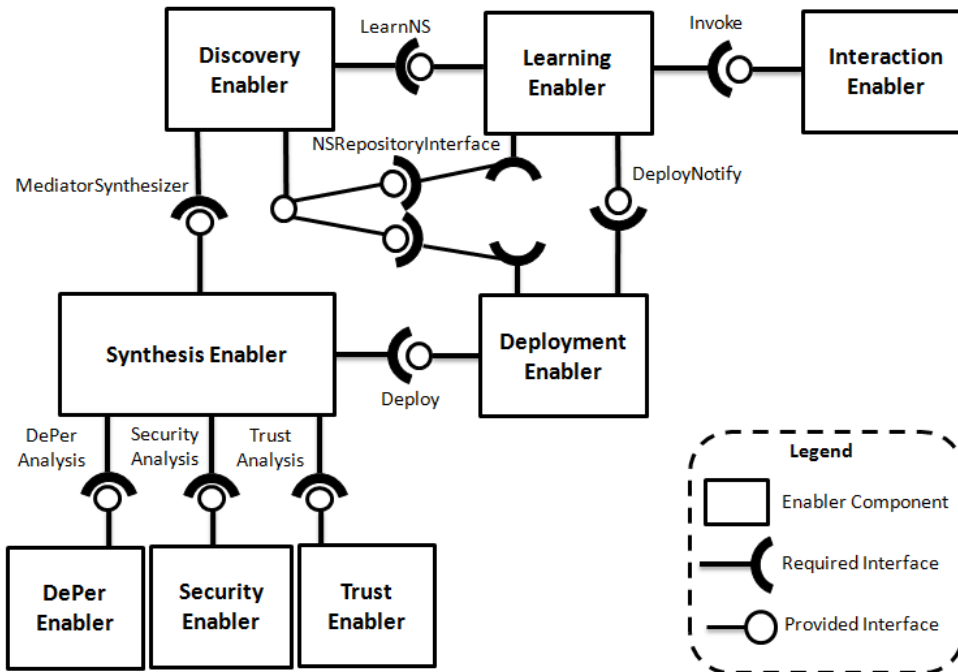 Discovery
Enabler
LearnNS
Learning
Enabler
Invoke
Interaction
Enabler
MediatorSynthesizer
NSRepositoryInterface
DeployNotify
Synthesis Enabler
Deploy
Deployment
Enabler
DePer
Analysis
Security
Analysis
Trust
Analysis
DePer
Enabler
Security
Enabler
Trust
Enabler
Legend
Enabler Component
Required Interface
Provided Interface